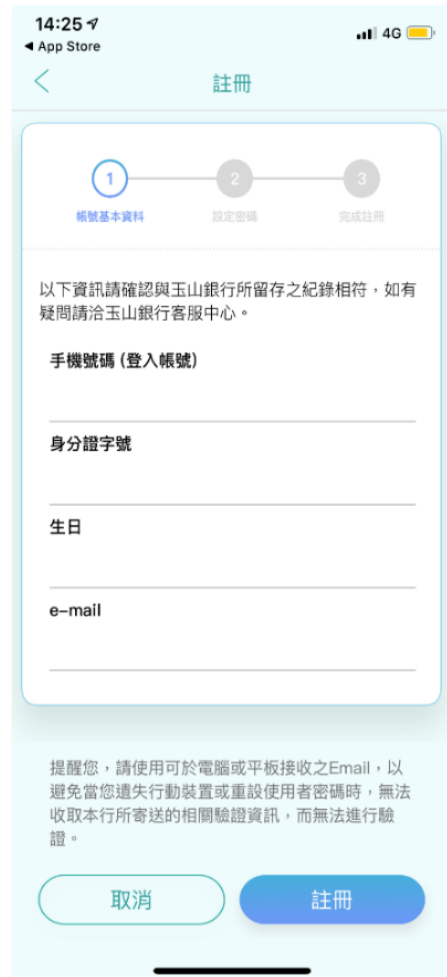 14:25
App Store
4G
註冊
1
2
3
帳號基本資料
設定密碼
完成註冊
以下資訊請確認與玉山銀行所留存之紀錄相符，如有
疑問請洽玉山銀行客服中心。
手機號碼 (登入帳號)
身分證字號
生日
e-mail
提醒您，請使用可於電腦或平板接收之Email，以
避免當您遺失行動裝置或重設使用者密碼時，無法
收取本行所寄送的相關驗證資訊，而無法進行驗
證。
取消
註冊